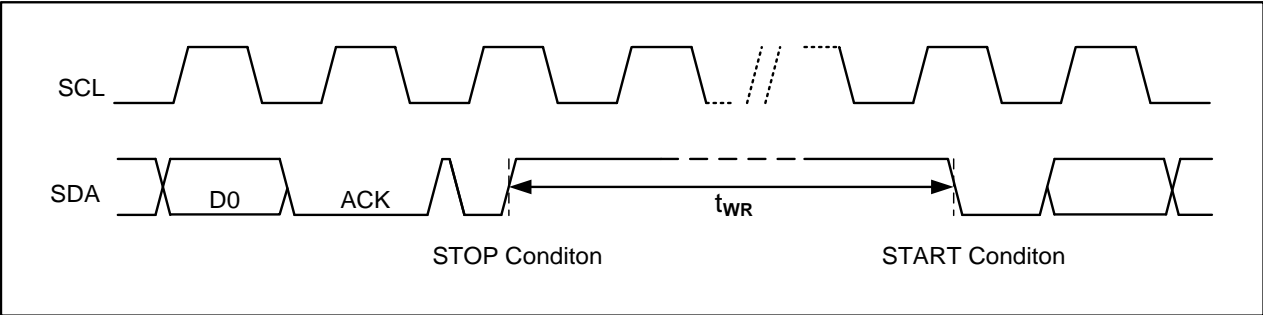 SCL
SDA
D0
ACK
tWR
STOP Conditon
START Conditon